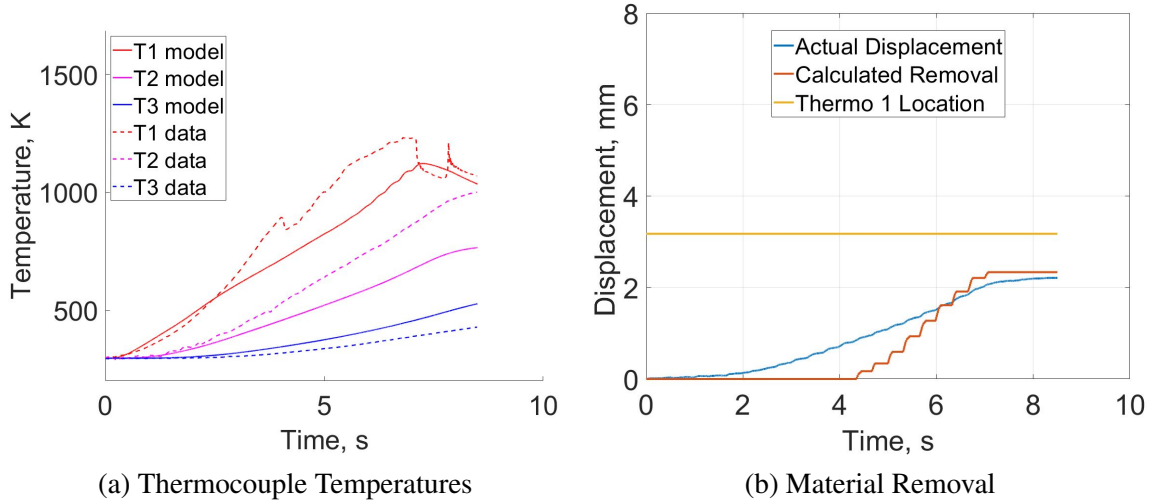 1500
1000
500
0
5
10
Temperature, K
Time, s
T1 model
T2 model
T3 model
T1 data
T2 data
T3 data
(a) Thermocouple Temperatures
8
6
4
2
0
0
2
4
6
8
10
Displacement, mm
Time, s
Actual Displacement
Calculated Removal
Thermo 1 Location
(b) Material Removal